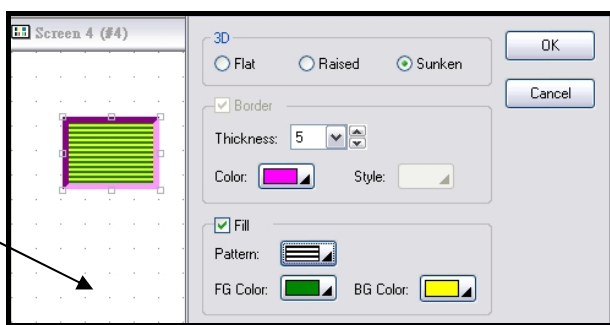 Screen 4 (#4)
3D
Flat Raised Sunken
OK
Cancel
Border
Thickness: 5
Color: Style:
Fill
Pattern:
FG Color: BG Color: